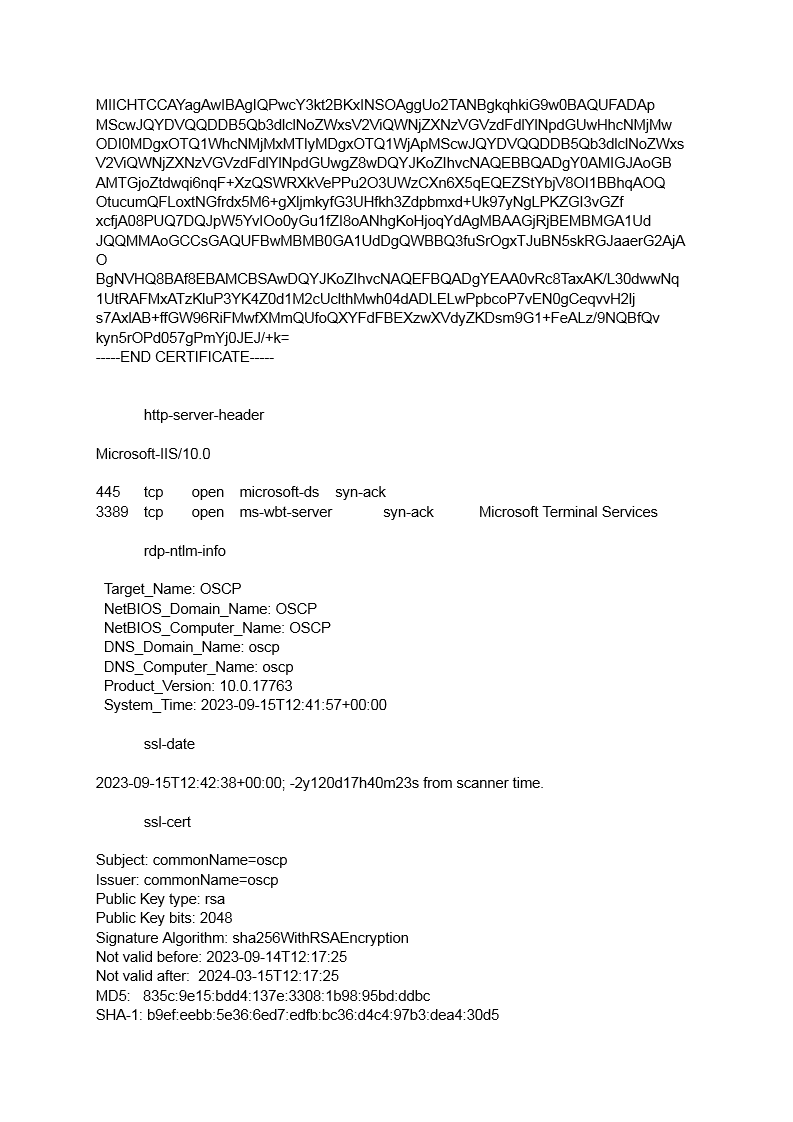 MIICHTCCAYagAwIBAgIQPwcY3kt2BKxINSOAggUo2TANBgkqhkiG9w0BAQUFADAp
MScwJQYDVQQDDB5Qb3dlclNoZWxsV2ViQWNjZXNzVGVzdFdlYlNpdGUwHhcNMjMw
ODI0MDgxOTQ1WhcNMjMxMTIyMDgxOTQ1WjApMScwJQYDVQQDDB5Qb3dlclNoZWxs
V2ViQWNjZXNzVGVzdFdlYlNpdGUwgZ8wDQYJKoZIhvcNAQEBBQADgY0AMIGJAoGB
AMTGjoZtdwqi6nqF+XzQSWRXkVePPu2O3UWzCXn6X5qEQEZStYbjV8OI1BBhqAOQ
OtucumQFLoxtNGfrdx5M6+gXljmkyfG3UHfkh3Zdpbmxd+Uk97yNgLPKZGI3vGZf
xcfjA08PUQ7DQJpW5YvIOo0yGu1fZI8oANhgKoHjoqYdAgMBAAGjRjBEMBMGA1Ud
JQQMMAoGCCsGAQUFBwMBMB0GA1UdDgQWBBQ3fuSrOgxTJuBN5skRGJaaerG2AjA
O
BgNVHQ8BAf8EBAMCBSAwDQYJKoZIhvcNAQEFBQADgYEAA0vRc8TaxAK/L30dwwNq
1UtRAFMxATzKluP3YK4Z0d1M2cUclthMwh04dADLELwPpbcoP7vEN0gCeqvvH2lj
s7AxlAB+ffGW96RiFMwfXMmQUfoQXYFdFBEXzwXVdyZKDsm9G1+FeALz/9NQBfQv
kyn5rOPd057gPmYj0JEJ/+k=
-----END CERTIFICATE-----
http-server-header
Microsoft-IIS/10.0
445 tcp open microsoft-ds syn-ack
3389 tcp open ms-wbt-server syn-ack Microsoft Terminal Services
rdp-ntlm-info
Target_Name: OSCP
NetBIOS_Domain_Name: OSCP
NetBIOS_Computer_Name: OSCP
DNS_Domain_Name: oscp
DNS_Computer_Name: oscp
Product_Version: 10.0.17763
System_Time: 2023-09-15T12:41:57+00:00
ssl-date
2023-09-15T12:42:38+00:00; -2y120d17h40m23s from scanner time.
ssl-cert
Subject: commonName=oscp
Issuer: commonName=oscp
Public Key type: rsa
Public Key bits: 2048
Signature Algorithm: sha256WithRSAEncryption
Not valid before: 2023-09-14T12:17:25
Not valid after: 2024-03-15T12:17:25
MD5: 835c:9e15:bdd4:137e:3308:1b98:95bd:ddbc
SHA-1: b9ef:eebb:5e36:6ed7:edfb:bc36:d4c4:97b3:dea4:30d5